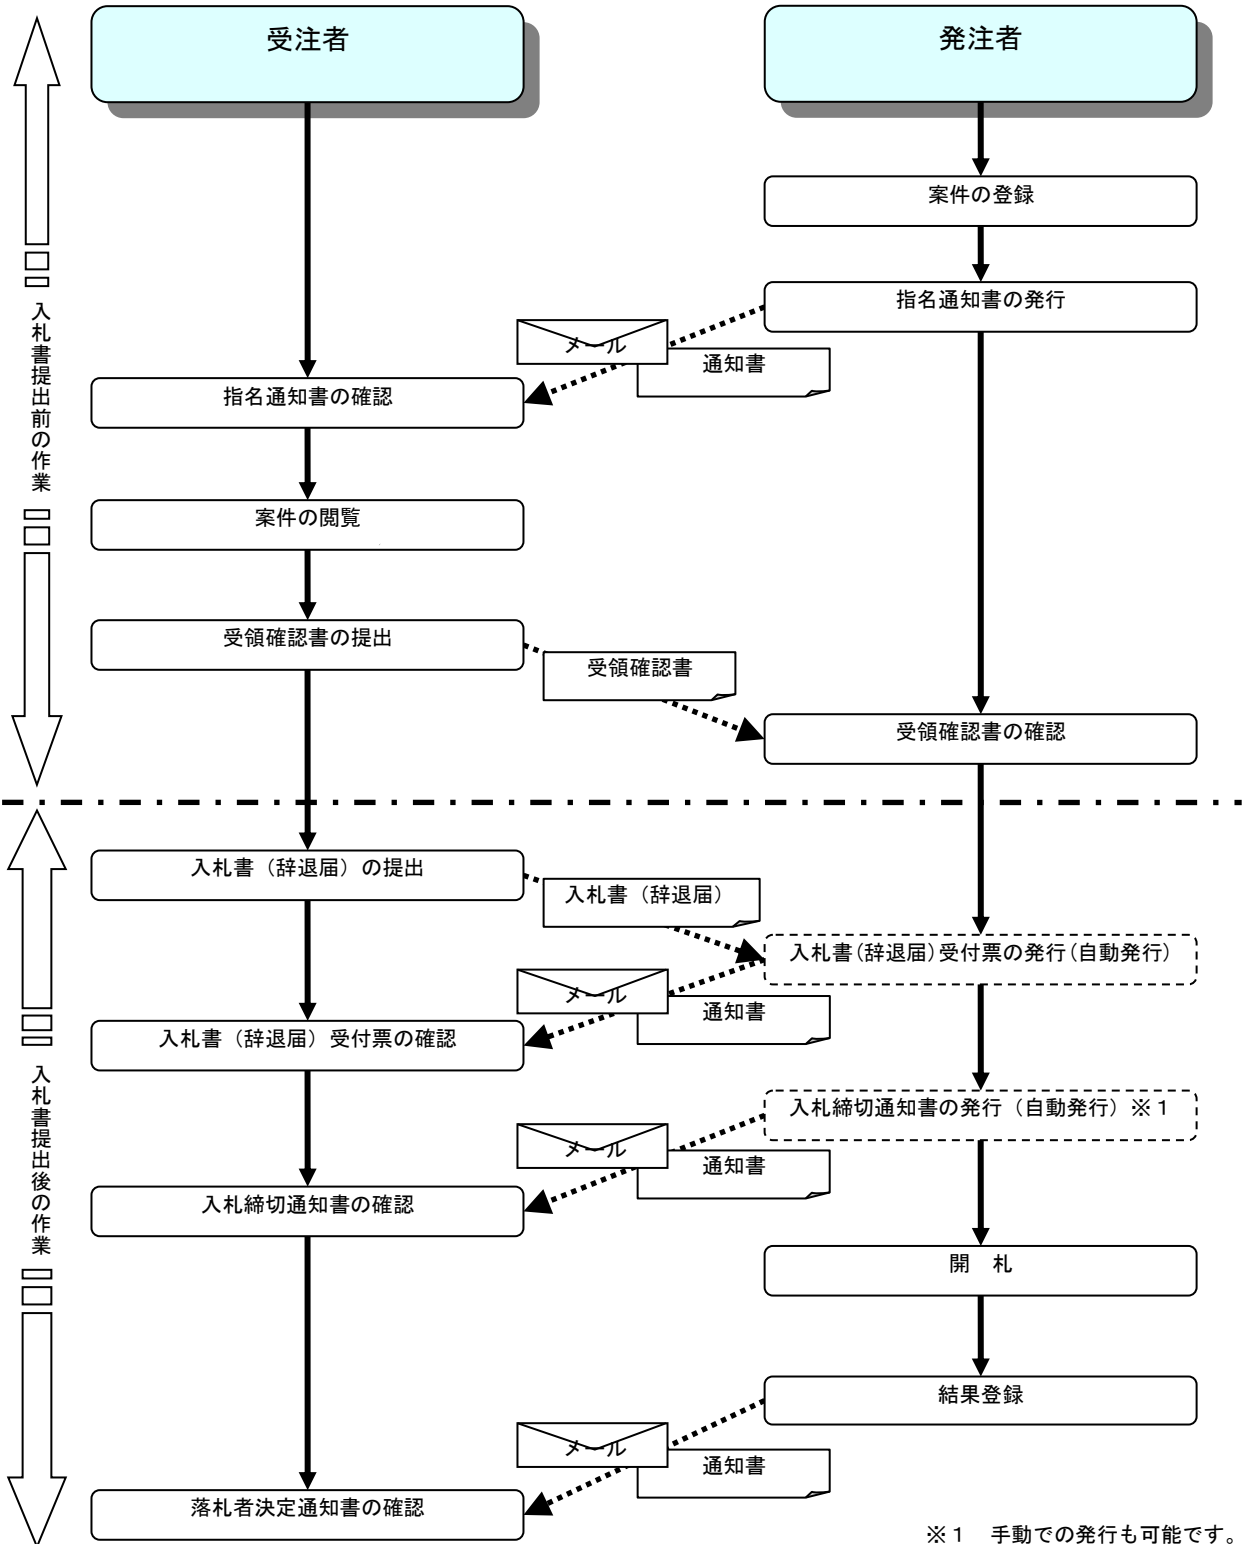 受注者
発注者
案件の登録
指名通知書の発行
メール
通知書
指名通知書の確認
入札書提出前の作業
案件の閲覧
受領確認書の提出
受領確認書
受領確認書の確認
入札書（辞退届）の提出
入札書（辞退届）
入札書(辞退届)受付票の発行(自動発行)
メール
通知書
入札書（辞退届）受付票の確認
入札書提出後の作業
入札締切通知書の発行（自動発行）※１
メール
通知書
入札締切通知書の確認
開　札
結果登録
メール
通知書
落札者決定通知書の確認
※１　手動での発行も可能です。